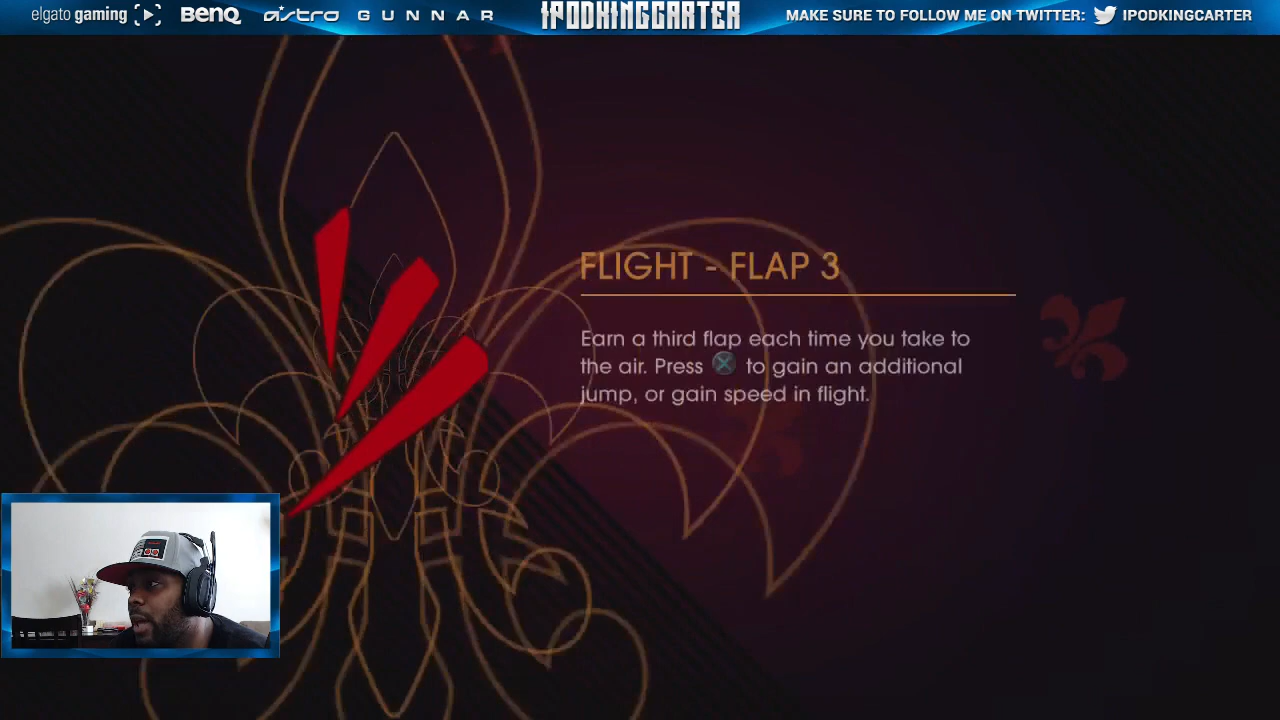 elgato gaming BenQ astro GUNNAR IPODKINGCARTER MAKE SURE TO FOLLOW ME ON TWITTER: IPODKINGCARTER
FLIGHT - FLAP 3
Earn a third flap each time you take to
the air. Press to gain an additional
jump, or gain speed in flight.